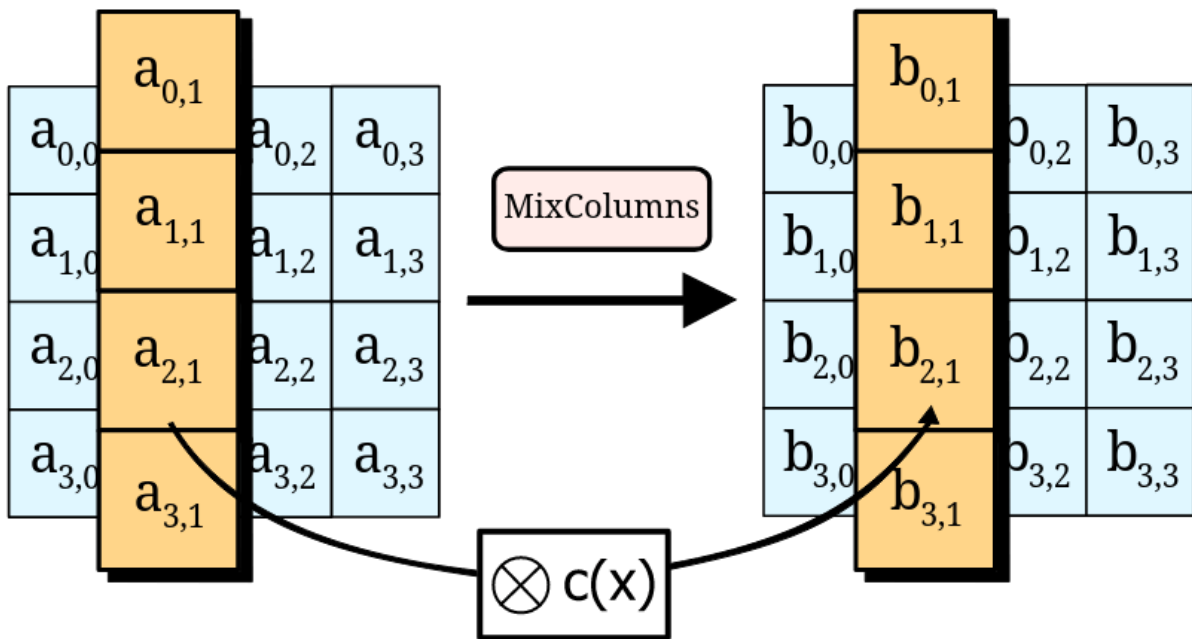 a0,1
a0,0 a0,2 a0,3
a1,1
a1,0 a1,2 a1,3
a2,1
a2,0 a2,2 a2,3
a3,0 a3,2 a3,3
a3,1
MixColumns
b0,1
b0,0 b0,2 b0,3
b1,1
b1,0 b1,2 b1,3
b2,1
b2,0 b2,2 b2,3
b3,0 b3,2 b3,3
b3,1
⊗ c(x)